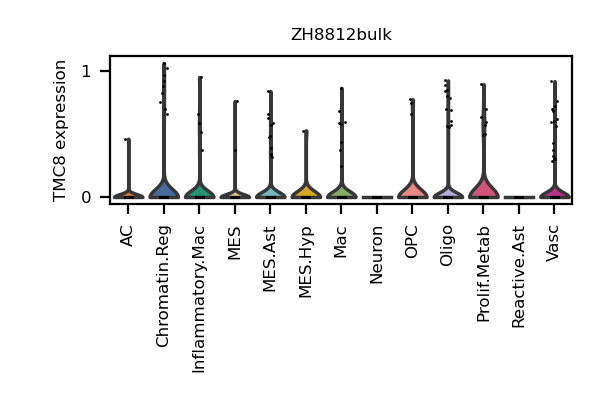 ZH8812bulk
TMC8 expression
1
0
AC
Chromatin.Reg
Inflammatory.Mac
MES
MES.Ast
MES.Hyp
Mac
Neuron
OPC
Oligo
Prolif.Metab
Reactive.Ast
Vasc